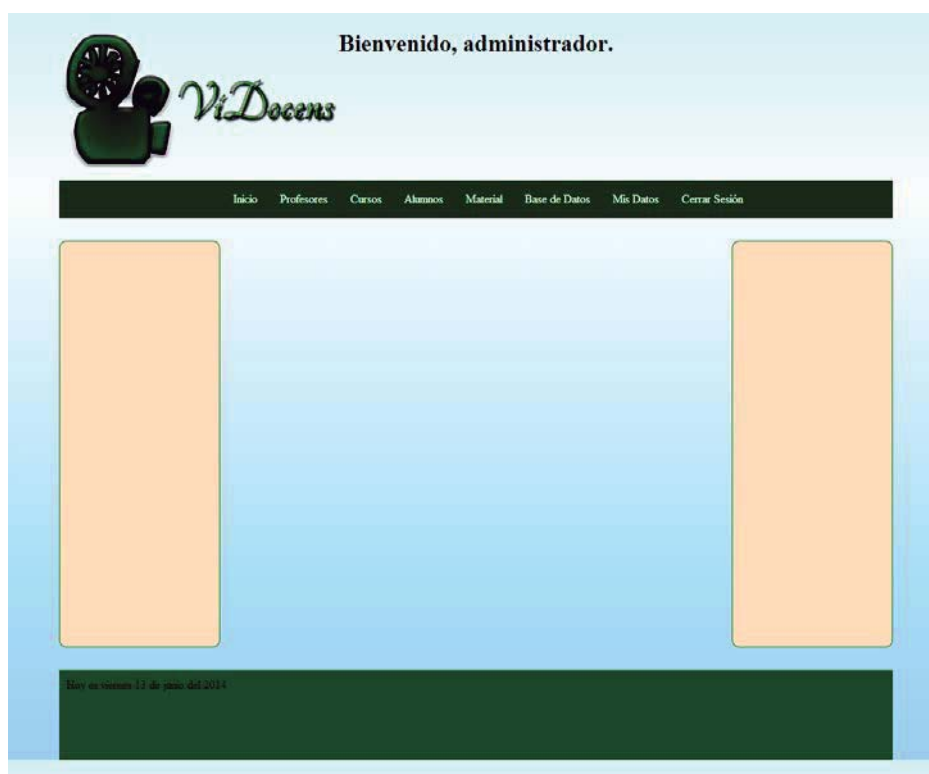 Bienvenido, administrador.
ViDocens
Inicio Profesores Cursos Alumnos Material Base de Datos Mis Datos Cerrar Sesión
Hoy es viernes 13 de junio del 2014